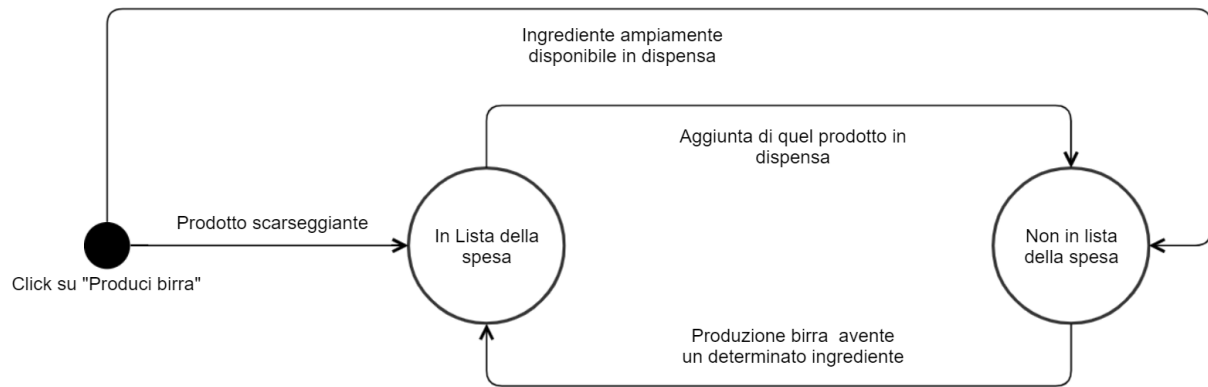 Ingrediente ampiamente
disponibile in dispensa
Aggiunta di quel prodotto in
dispensa
Prodotto scarseggiante
In Lista della
spesa
Non in lista
della spesa
Click su "Produci birra"
Produzione birra avente
un determinato ingrediente